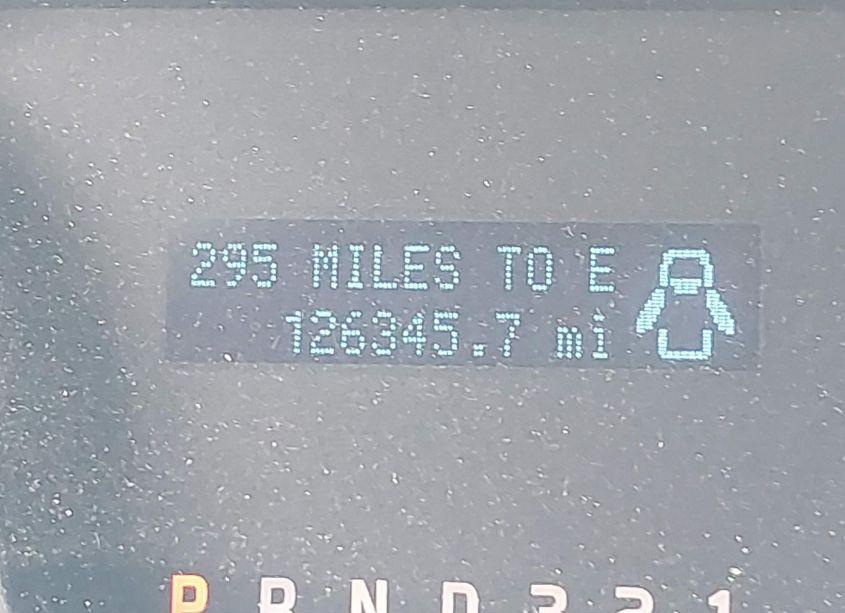 295 MILES TO E
126345.7 mi
P R N D 3 2 1